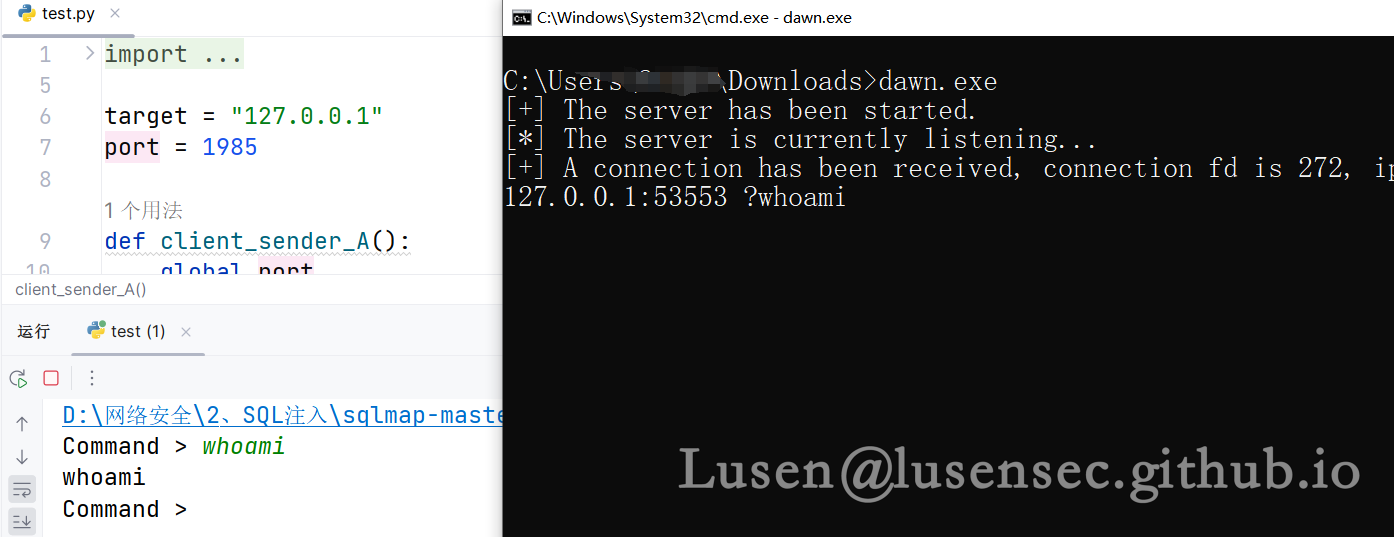 test.py
1 import ...
5
6 target = "127.0.0.1"
7 port = 1985
8
1 个用法
9 def client_sender_A():
10 global port
client_sender_A()
运行 test (1)
D:\网络安全\2、SQL注入\sqlmap-maste
Command > whoami
whoami
Command >
C:\Windows\System32\cmd.exe - dawn.exe
C:\Users\ \Downloads>dawn.exe
[+] The server has been started.
[*] The server is currently listening...
[+] A connection has been received, connection fd is 272, ip
127.0.0.1:53553 ?whoami
Lusen@lusensec.github.io